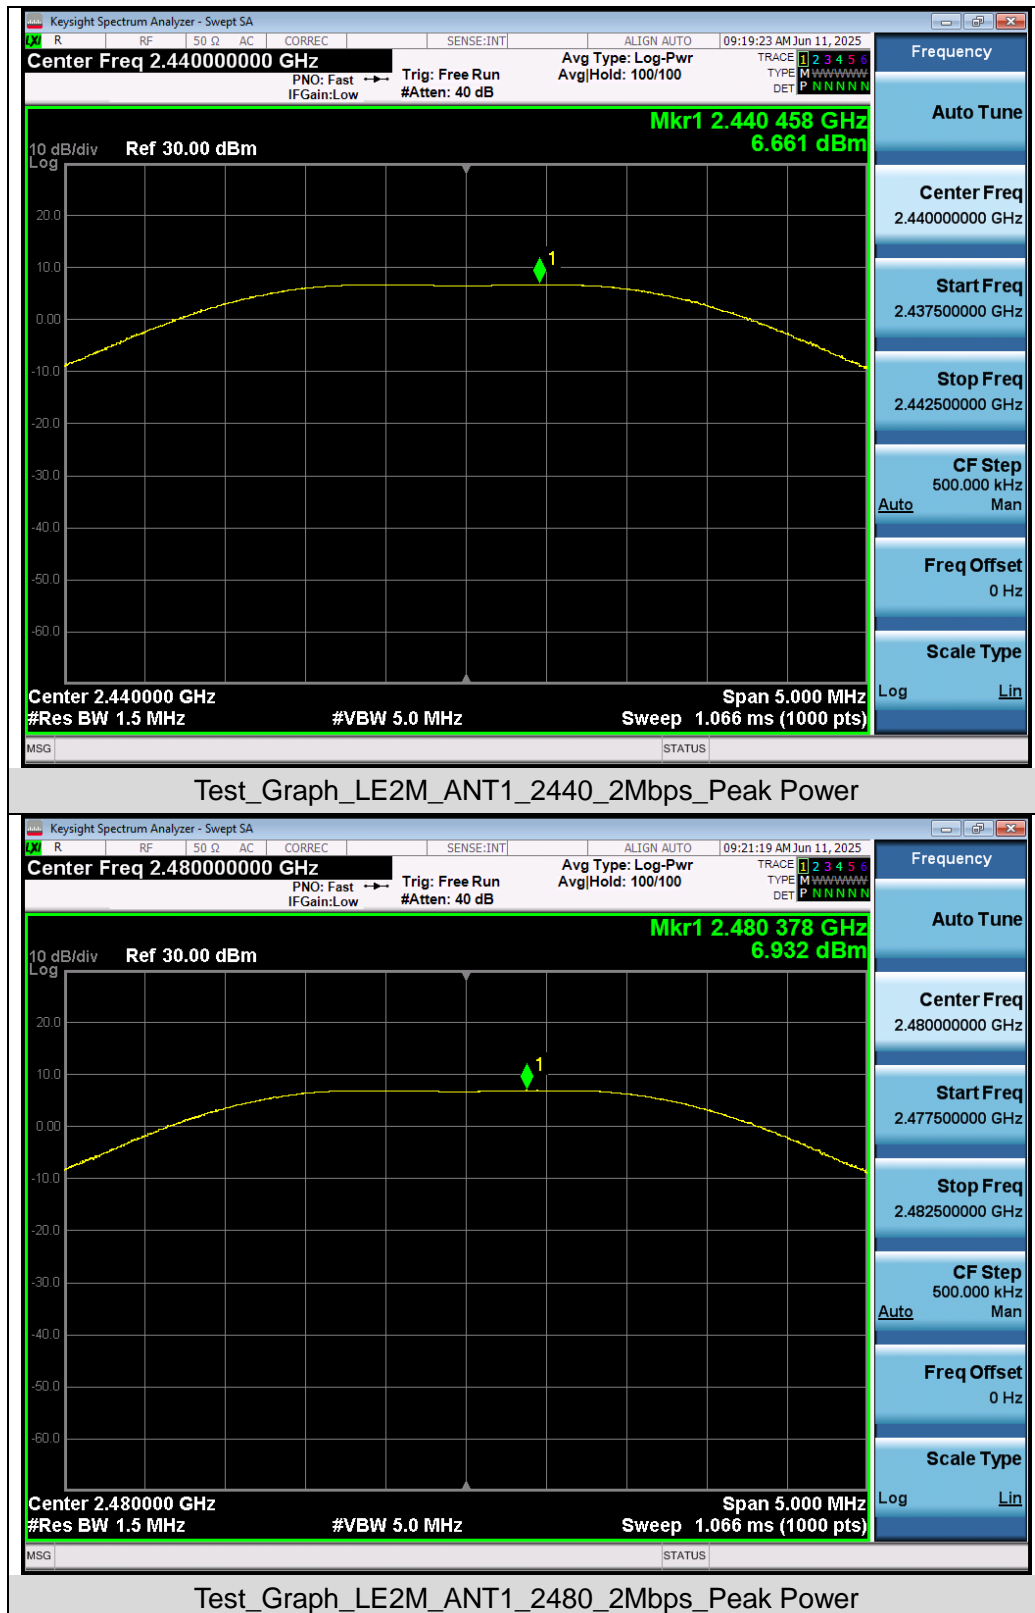 Keysight Spectrum Analyzer - Swept SA
LXI R RF 50 Ω AC CORREC SENSE:INT ALIGN AUTO 09:19:23 AM Jun 11, 2025
Center Freq 2.440000000 GHz
PNO: Fast
IFGain:Low
Trig: Free Run
#Atten: 40 dB
Avg Type: Log-Pwr
Avg|Hold: 100/100
TRACE 1 2 3 4 5 6
TYPE M WWWWW
DET P N N N N N
Mkr1 2.440 458 GHz
6.661 dBm
10 dB/div Ref 30.00 dBm
Log
20.0
10.0
0.00
-10.0
-20.0
-30.0
-40.0
-50.0
-60.0
1
Center 2.440000 GHz
Span 5.000 MHz
#Res BW 1.5 MHz
#VBW 5.0 MHz
Sweep 1.066 ms (1000 pts)
MSG
STATUS
Frequency
Auto Tune
Center Freq
2.440000000 GHz
Start Freq
2.437500000 GHz
Stop Freq
2.442500000 GHz
CF Step
500.000 kHz
Auto Man
Freq Offset
0 Hz
Scale Type
Log Lin
Test_Graph_LE2M_ANT1_2440_2Mbps_Peak Power
Keysight Spectrum Analyzer - Swept SA
LXI R RF 50 Ω AC CORREC SENSE:INT ALIGN AUTO 09:21:19 AM Jun 11, 2025
Center Freq 2.480000000 GHz
PNO: Fast
IFGain:Low
Trig: Free Run
#Atten: 40 dB
Avg Type: Log-Pwr
Avg|Hold: 100/100
TRACE 1 2 3 4 5 6
TYPE M WWWWW
DET P N N N N N
Mkr1 2.480 378 GHz
6.932 dBm
10 dB/div Ref 30.00 dBm
Log
20.0
10.0
0.00
-10.0
-20.0
-30.0
-40.0
-50.0
-60.0
1
Center 2.480000 GHz
Span 5.000 MHz
#Res BW 1.5 MHz
#VBW 5.0 MHz
Sweep 1.066 ms (1000 pts)
MSG
STATUS
Frequency
Auto Tune
Center Freq
2.480000000 GHz
Start Freq
2.477500000 GHz
Stop Freq
2.482500000 GHz
CF Step
500.000 kHz
Auto Man
Freq Offset
0 Hz
Scale Type
Log Lin
Test_Graph_LE2M_ANT1_2480_2Mbps_Peak Power